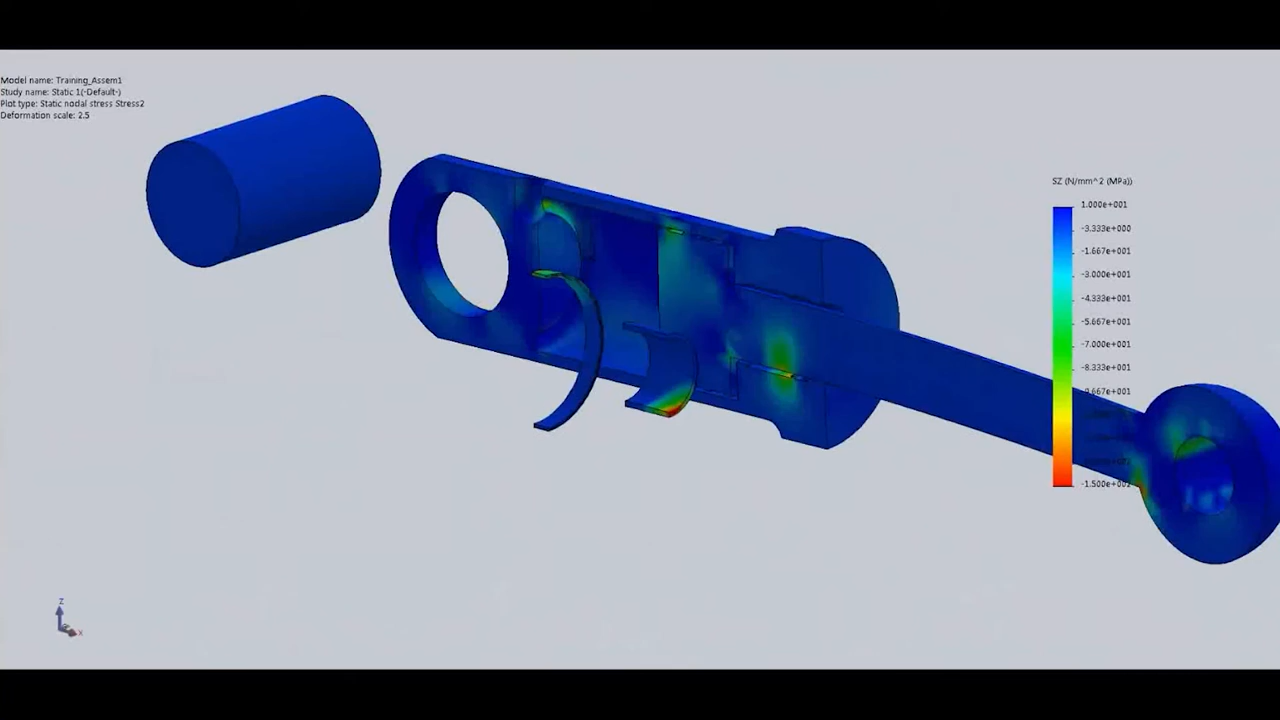 Model name: Training_Assem1
Study name: Static 1(-Default-)
Plot type: Static nodal stress Stress2
Deformation scale: 2.5
SZ (N/mm^2 (MPa))
1.000e+001
-3.333e+000
-1.667e+001
-3.000e+001
-4.333e+001
-5.667e+001
-7.000e+001
-8.333e+001
-1.500e+002
Z
X